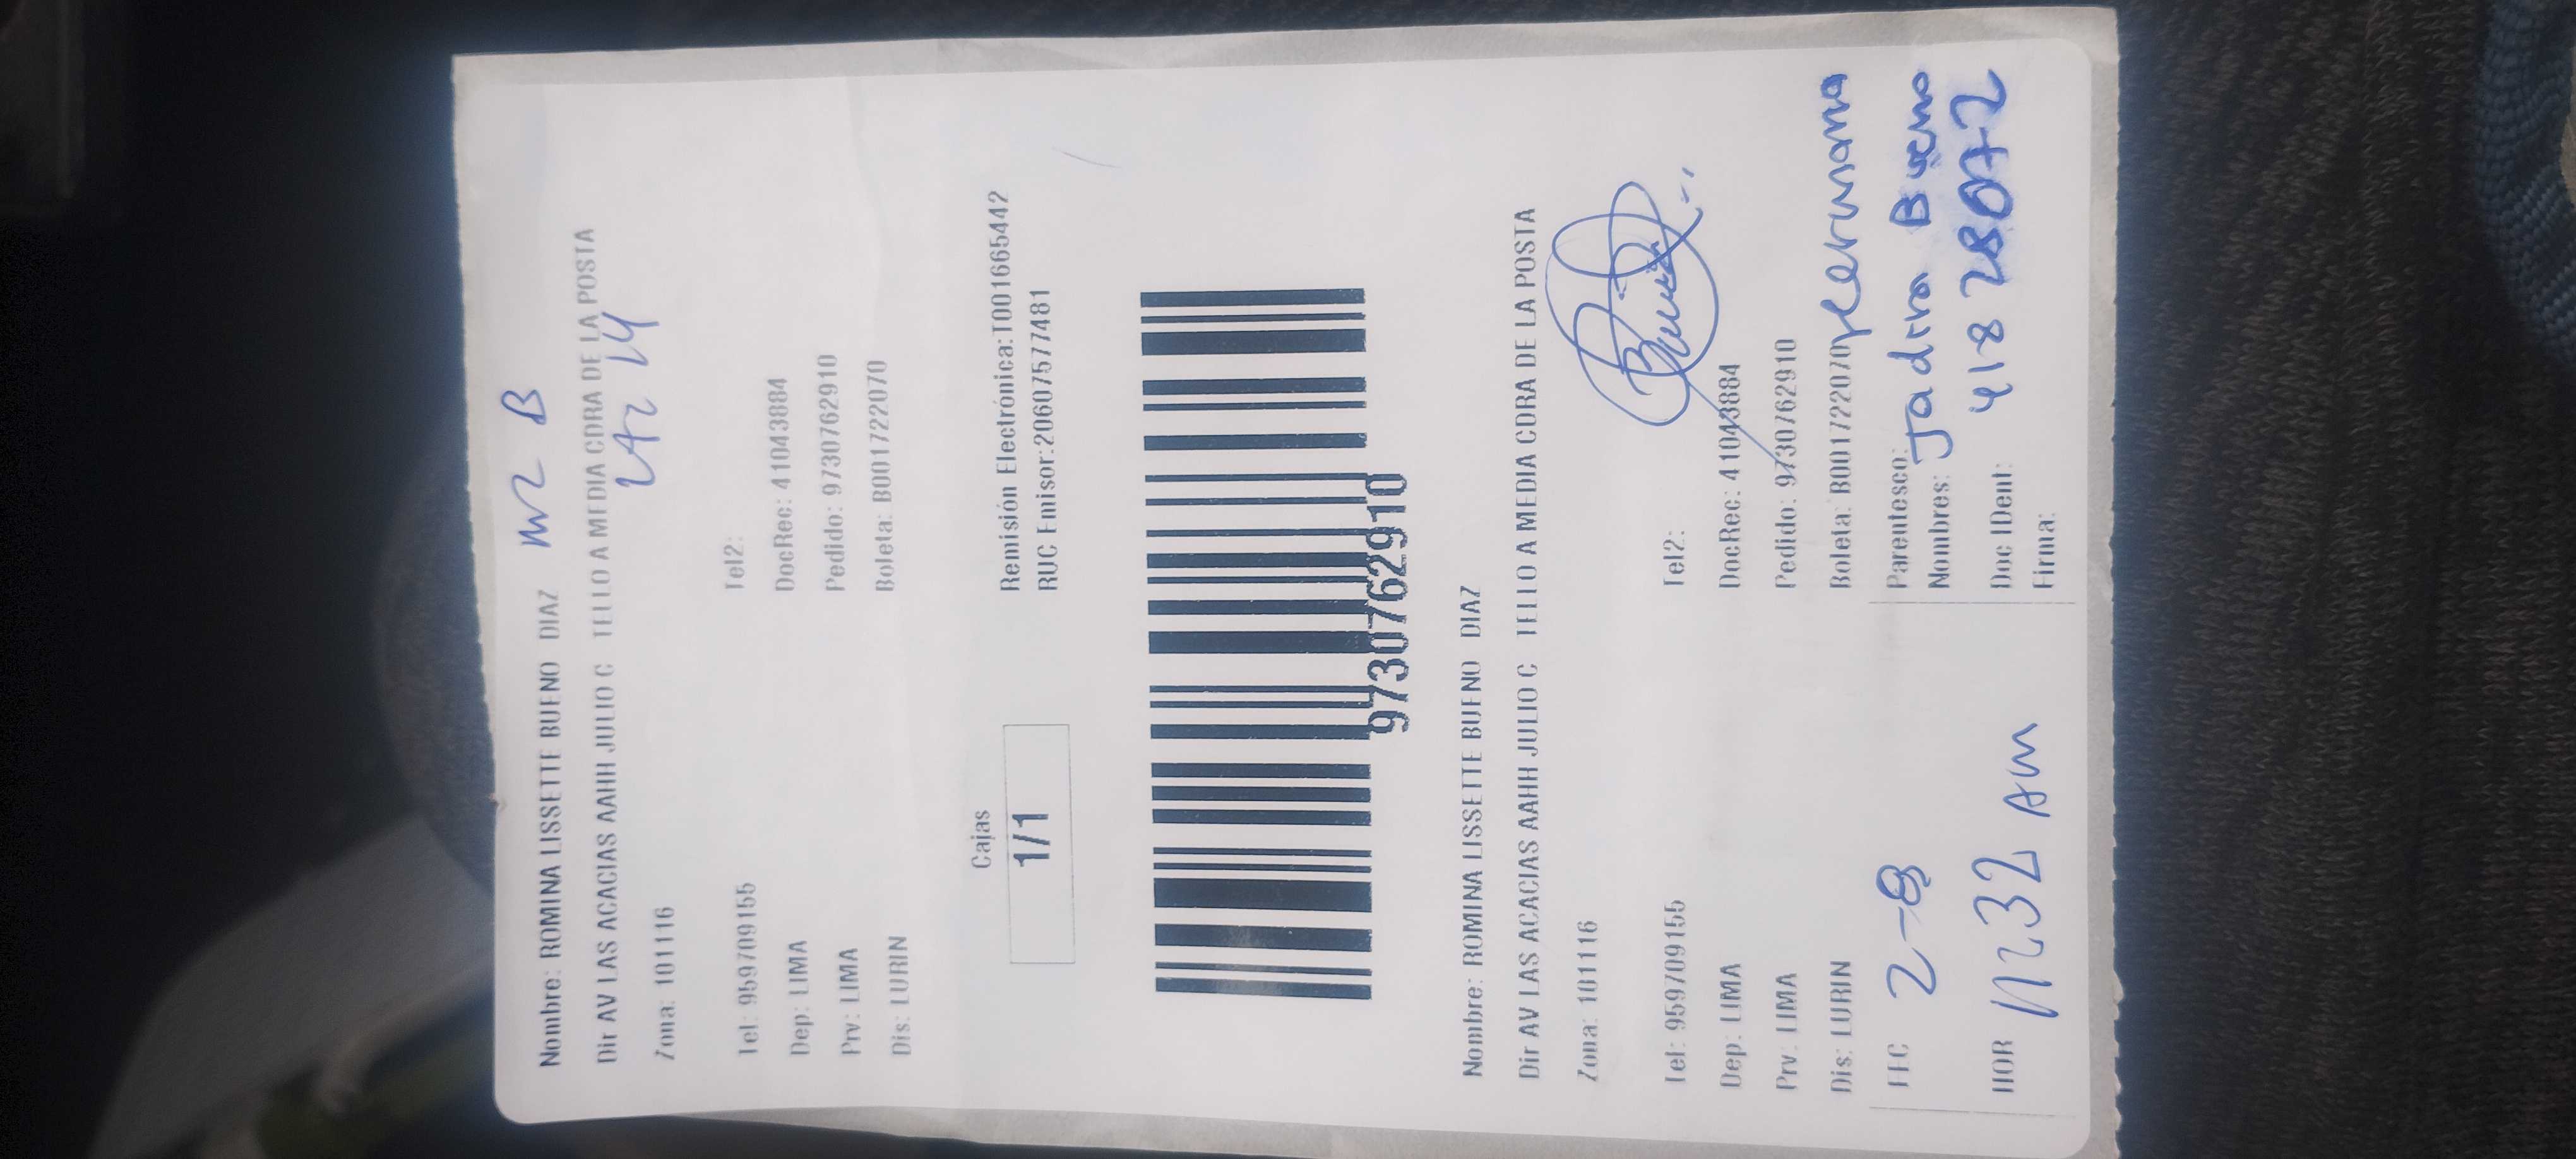 Nombre: ROMINA LISSETTE BUENO DIAZ Mz B
Dir AV LAS ACACIAS AAHH JULIO C TELLO A MEDIA CDRA DE LA POSTA
Zona: 101116 LTz 14
Tel: 959709155 Tel2:
Dep: LIMA DocRec: 41043884
Prv: LIMA Pedido: 9730762910
Dis: LURIN Boleta: B001722070
Cajas
1/1
Remisión Electrónica:T001665442
RUC Emisor:20607577481
9730762910
Nombre: ROMINA LISSETTE BUENO DIAZ
Dir AV LAS ACACIAS AAHH JULIO C TELLO A MEDIA CDRA DE LA POSTA
Zona: 101116
Tel: 959709155 Tel2:
Dep: LIMA DocRec: 41043884
Prv: LIMA Pedido: 9730762910
Dis: LURIN Boleta: B001722070
FEC 2-8 Parentesco: Hermana
Nombres: Jadira Bueno
HOR 1232 AM Doc IDent: 41828072
Firma: